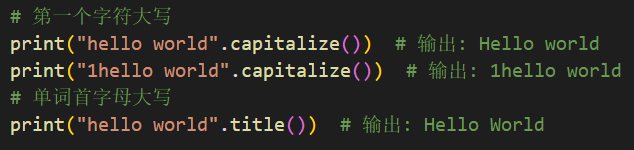 # 第一个字符大写
print("hello world".capitalize())  # 输出: Hello world
print("1hello world".capitalize())  # 输出: 1hello world
# 单词首字母大写
print("hello world".title())  # 输出: Hello World